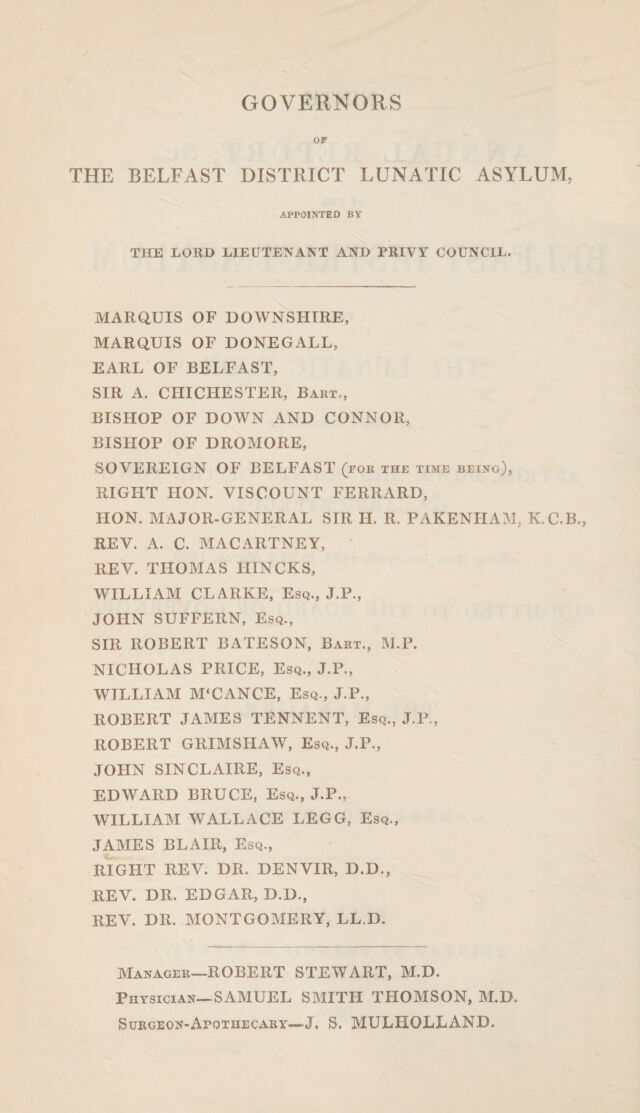 GOVERNORS
OF
THE BELFAST DISTRICT LUNATIC ASYLUM,
APPOINTED BY
THE LORD LIEUTENANT AND PRIVY COUNCIL.
MARQUIS OF DOWNSHIRE,
MARQUIS OF DONEGALL,
EARL OF BELFAST,
SIR A. CHICHESTER, BART.,
BISHOP OF DOWN AND CONNOR,
BISHOP OF DROMORE,
SOVEREIGN OF BELFAST (FOR THE TIME BEING),
RIGHT HON. VISCOUNT FERRARD,
HON. MAJOR-GENERAL SIR H. R. PAKENHAM, K.C.B.,
REV. A. C. MACARTNEY,
REV. THOMAS HINCKS,
WILLIAM CLARKE, ESQ., J.P.,
JOHN SUFFERN, ESQ.,
SIR ROBERT BATESON, BART., M.P.
NICHOLAS PRICE, ESQ., J.P.,
WILLIAM M‘CANCE, ESQ., J.P.,
ROBERT JAMES TENNENT, ESQ., J.P.,
ROBERT GRIMSHAW, ESQ., J.P.,
JOHN SINCLAIRE, ESQ.,
EDWARD BRUCE, ESQ., J.P.,
WILLIAM WALLACE LEGG, ESQ.,
JAMES BLAIR, ESQ.,
RIGHT REV. DR. DENVIR, D.D.,
REV. DR. EDGAR, D.D.,
REV. DR. MONTGOMERY, LL.D.
MANAGER—ROBERT STEWART, M.D.
PHYSICIAN—SAMUEL SMITH THOMSON, M.D.
SURGEON-APOTHECARY—J. S. MULHOLLAND.